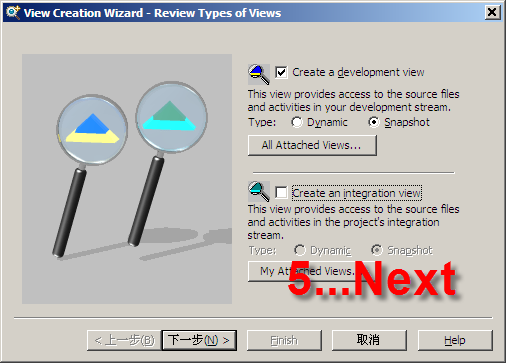 View Creation Wizard - Review Types of Views
Create a development view
This view provides access to the source files
and activities in your development stream.
Type: Dynamic Snapshot
All Attached Views...
Create an integration view
This view provides access to the source files
and activities in the project's integration
stream.
Type: Dynamic Snapshot
My Attached Views...
5...Next
< 上一步(B) 下一步(N) > Finish 取消 Help